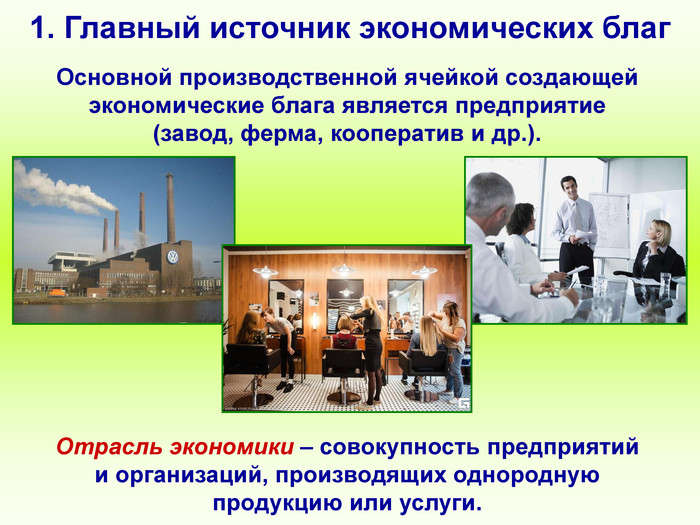 1. Главный источник экономических благ
Основной производственной ячейкой создающей
экономические блага является предприятие
(завод, ферма, кооператив и др.).
Отрасль экономики – совокупность предприятий
и организаций, производящих однородную
продукцию или услуги.